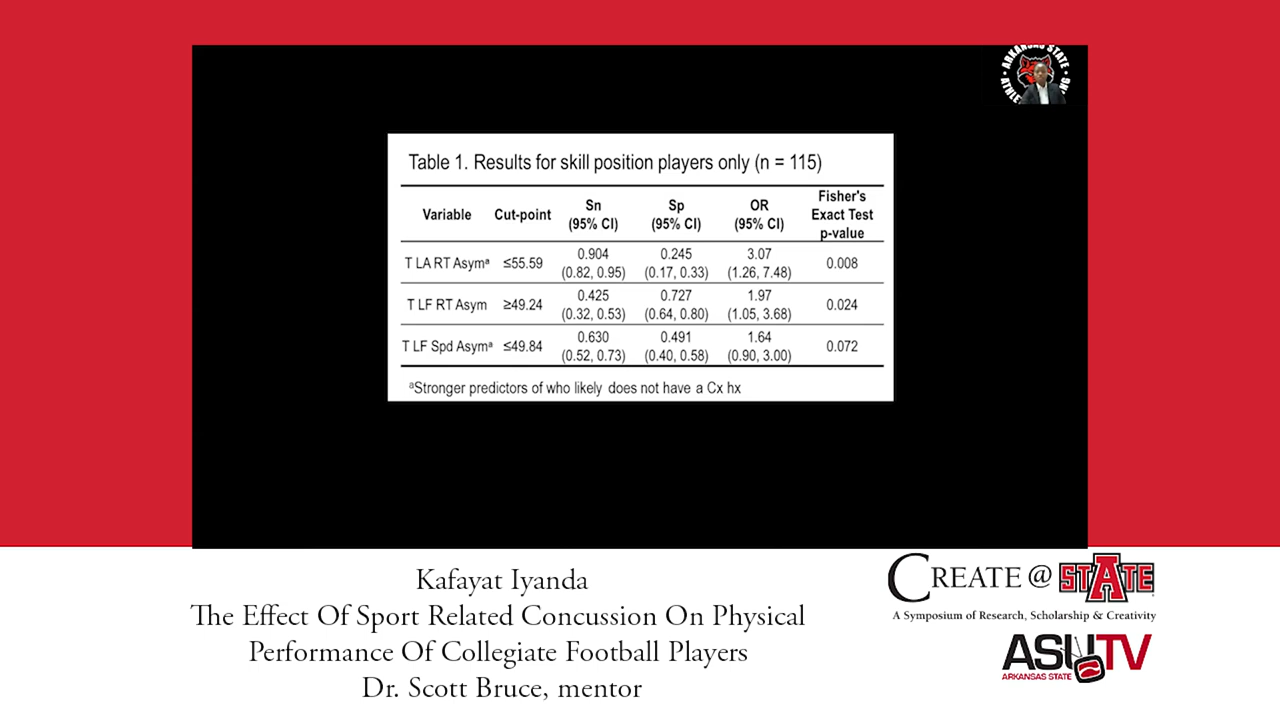 ARKANSAS STATE
Table 1. Results for skill position players only (n = 115)
Variable Cut-point Sn (95% CI) Sp (95% CI) OR (95% CI) Fisher's Exact Test p-value
T LA RT Asymᵃ ≤55.59 0.904 (0.82, 0.95) 0.245 (0.17, 0.33) 3.07 (1.26, 7.48) 0.008
T LF RT Asym ≥49.24 0.425 (0.32, 0.53) 0.727 (0.64, 0.80) 1.97 (1.05, 3.68) 0.024
T LF Spd Asymᵃ ≤49.84 0.630 (0.52, 0.73) 0.491 (0.40, 0.58) 1.64 (0.90, 3.00) 0.072
ᵃStronger predictors of who likely does not have a Cx hx
Kafayat Iyanda
The Effect Of Sport Related Concussion On Physical
Performance Of Collegiate Football Players
Dr. Scott Bruce, mentor
CREATE @ STATE
A Symposium of Research, Scholarship & Creativity
ASUTV
ARKANSAS STATE